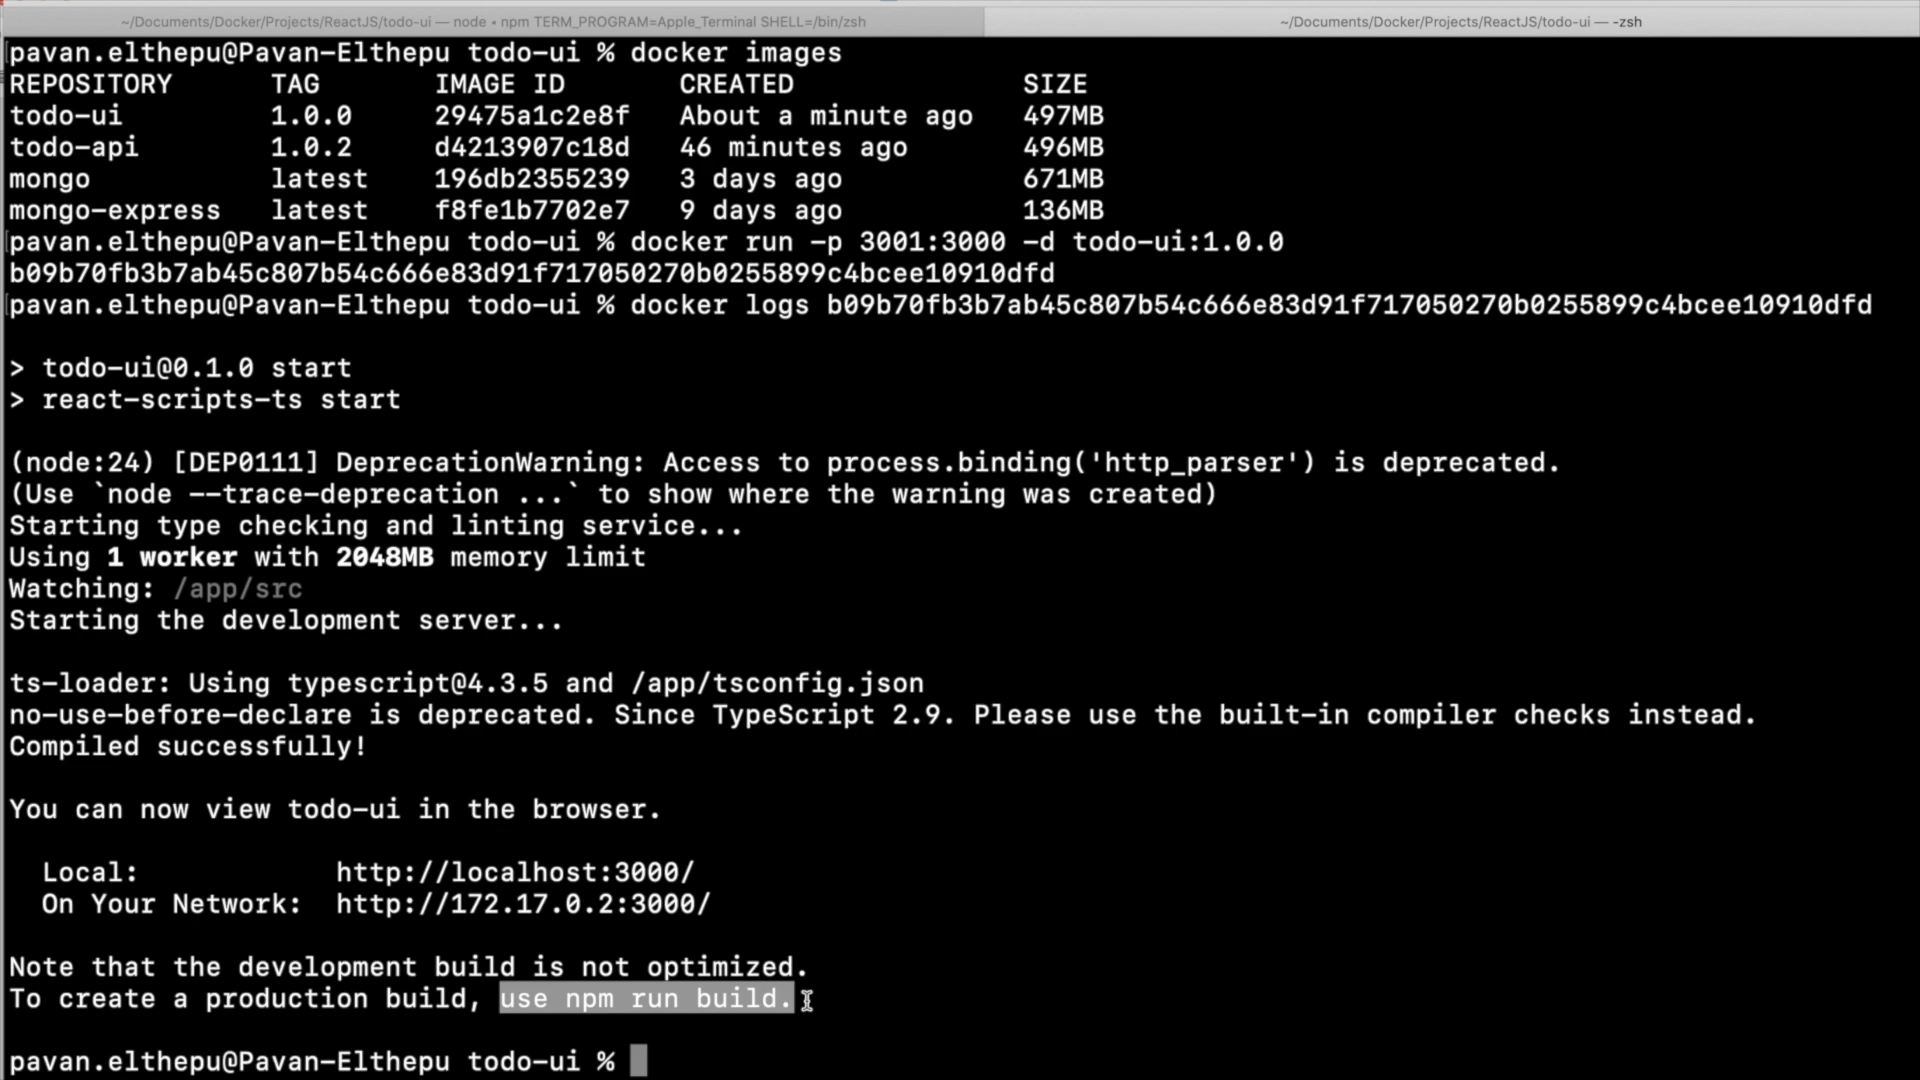 ~/Documents/Docker/Projects/ReactJS/todo-ui — node • npm TERM_PROGRAM=Apple_Terminal SHELL=/bin/zsh
~/Documents/Docker/Projects/ReactJS/todo-ui — -zsh
pavan.elthepu@Pavan-Elthepu todo-ui % docker images
REPOSITORY TAG IMAGE ID CREATED SIZE
todo-ui 1.0.0 29475a1c2e8f About a minute ago 497MB
todo-api 1.0.2 d4213907c18d 46 minutes ago 496MB
mongo latest 196db2355239 3 days ago 671MB
mongo-express latest f8fe1b7702e7 9 days ago 136MB
pavan.elthepu@Pavan-Elthepu todo-ui % docker run -p 3001:3000 -d todo-ui:1.0.0
b09b70fb3b7ab45c807b54c666e83d91f717050270b0255899c4bcee10910dfd
pavan.elthepu@Pavan-Elthepu todo-ui % docker logs b09b70fb3b7ab45c807b54c666e83d91f717050270b0255899c4bcee10910dfd
> todo-ui@0.1.0 start
> react-scripts-ts start
(node:24) [DEP0111] DeprecationWarning: Access to process.binding('http_parser') is deprecated.
(Use `node --trace-deprecation ...` to show where the warning was created)
Starting type checking and linting service...
Using 1 worker with 2048MB memory limit
Watching: /app/src
Starting the development server...
ts-loader: Using typescript@4.3.5 and /app/tsconfig.json
no-use-before-declare is deprecated. Since TypeScript 2.9. Please use the built-in compiler checks instead.
Compiled successfully!
You can now view todo-ui in the browser.
Local: http://localhost:3000/
On Your Network: http://172.17.0.2:3000/
Note that the development build is not optimized.
To create a production build, use npm run build.
pavan.elthepu@Pavan-Elthepu todo-ui %